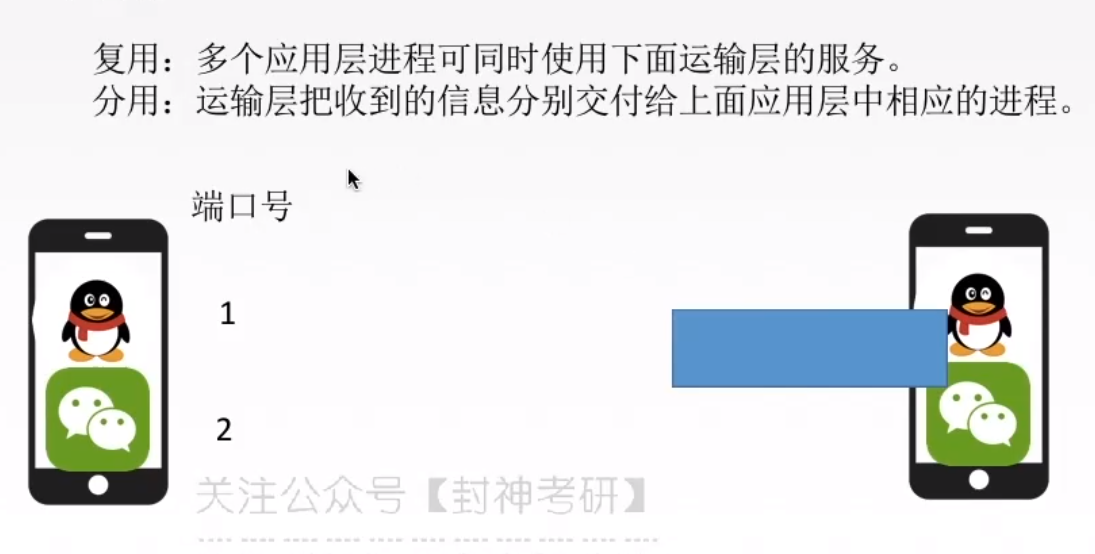 复用：多个应用层进程可同时使用下面运输层的服务。
分用：运输层把收到的信息分别交付给上面应用层中相应的进程。
端口号
1
2
关注公众号【封神考研】